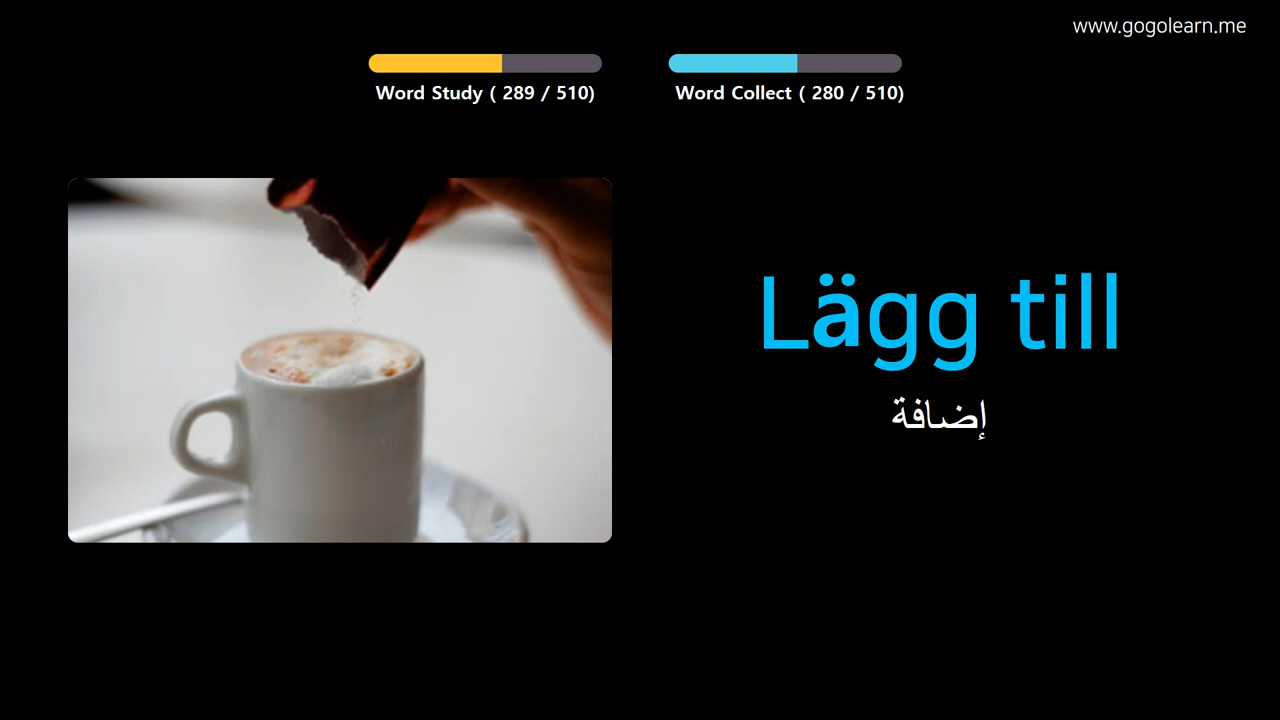 www.gogolearn.me
Word Study ( 289 / 510)
Word Collect ( 280 / 510)
Lägg till
إضافة